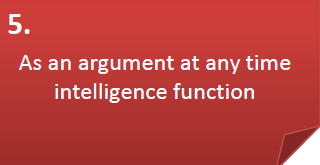 5.
As an argument at any time
intelligence function